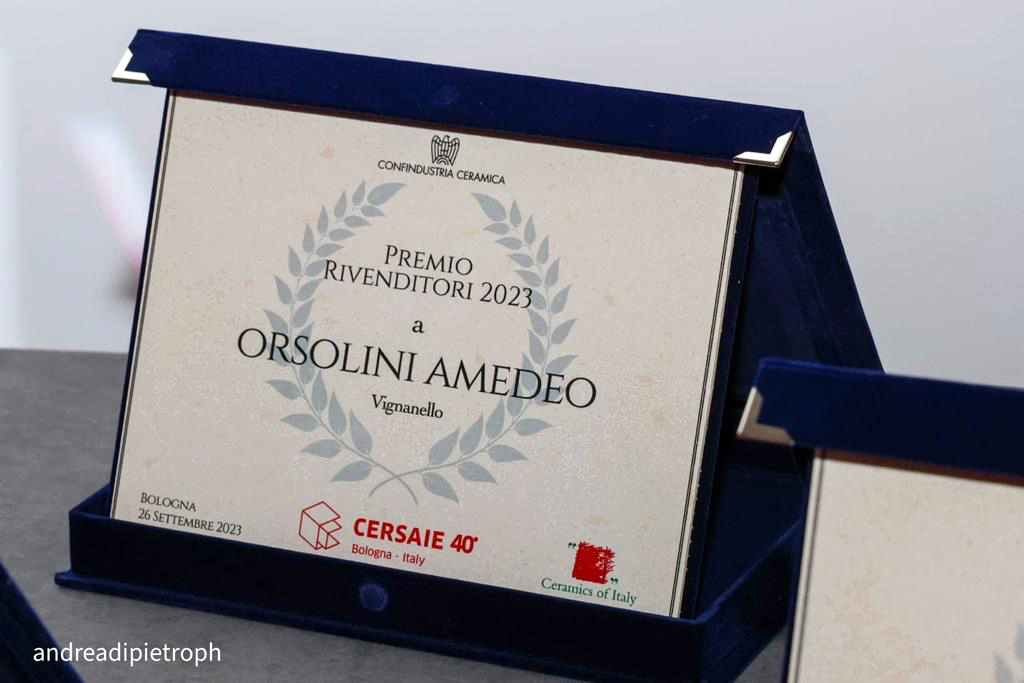 CONFINDUSTRIA CERAMICA
PREMIO
RIVENDITORI 2023
a
ORSOLINI AMEDEO
Vignanello
BOLOGNA
26 SETTEMBRE 2023
CERSAIE 40°
Bologna - Italy
Ceramics of Italy
andreadipietroph